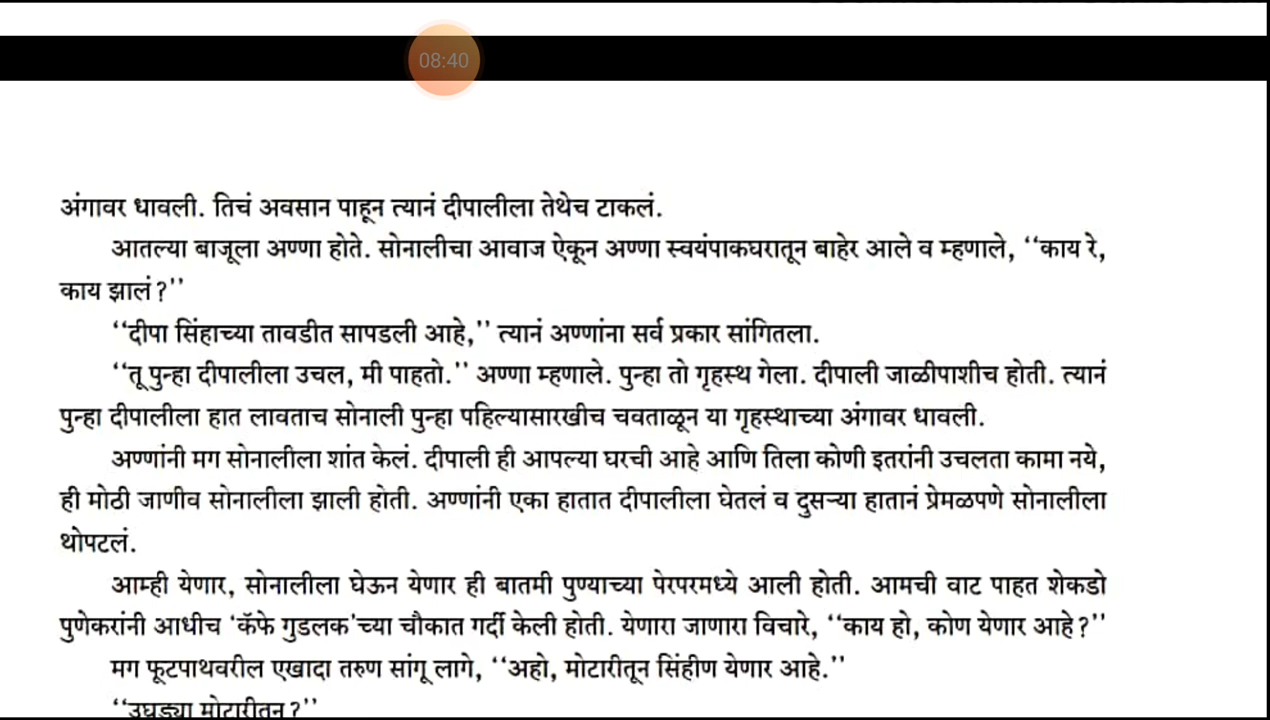 08:40
अंगावर धावली. तिचं अवसान पाहून त्यानं दीपालीला तेथेच टाकलं.
आतल्या बाजूला अण्णा होते. सोनालीचा आवाज ऐकून अण्णा स्वयंपाकघरातून बाहेर आले व म्हणाले, ‘‘काय रे,
काय झालं?’’
‘‘दीपा सिंहाच्या तावडीत सापडली आहे,’’ त्यानं अण्णांना सर्व प्रकार सांगितला.
‘‘तू पुन्हा दीपालीला उचल, मी पाहतो.’’ अण्णा म्हणाले. पुन्हा तो गृहस्थ गेला. दीपाली जाळीपाशीच होती. त्यानं
पुन्हा दीपालीला हात लावताच सोनाली पुन्हा पहिल्यासारखीच चवताळून या गृहस्थाच्या अंगावर धावली.
अण्णांनी मग सोनालीला शांत केलं. दीपाली ही आपल्या घरची आहे आणि तिला कोणी इतरांनी उचलता कामा नये,
ही मोठी जाणीव सोनालीला झाली होती. अण्णांनी एका हातात दीपालीला घेतलं व दुसऱ्या हातानं प्रेमळपणे सोनालीला
थोपटलं.
आम्ही येणार, सोनालीला घेऊन येणार ही बातमी पुण्याच्या पेरपरमध्ये आली होती. आमची वाट पाहत शेकडो
पुणेकरांनी आधीच ‘कॅफे गुडलक’च्या चौकात गर्दी केली होती. येणारा जाणारा विचारे, ‘‘काय हो, कोण येणार आहे?’’
मग फूटपाथवरील एखादा तरुण सांगू लागे, ‘‘अहो, मोटारीतून सिंहीण येणार आहे.’’
‘‘उघड्या मोटारीतून?’’